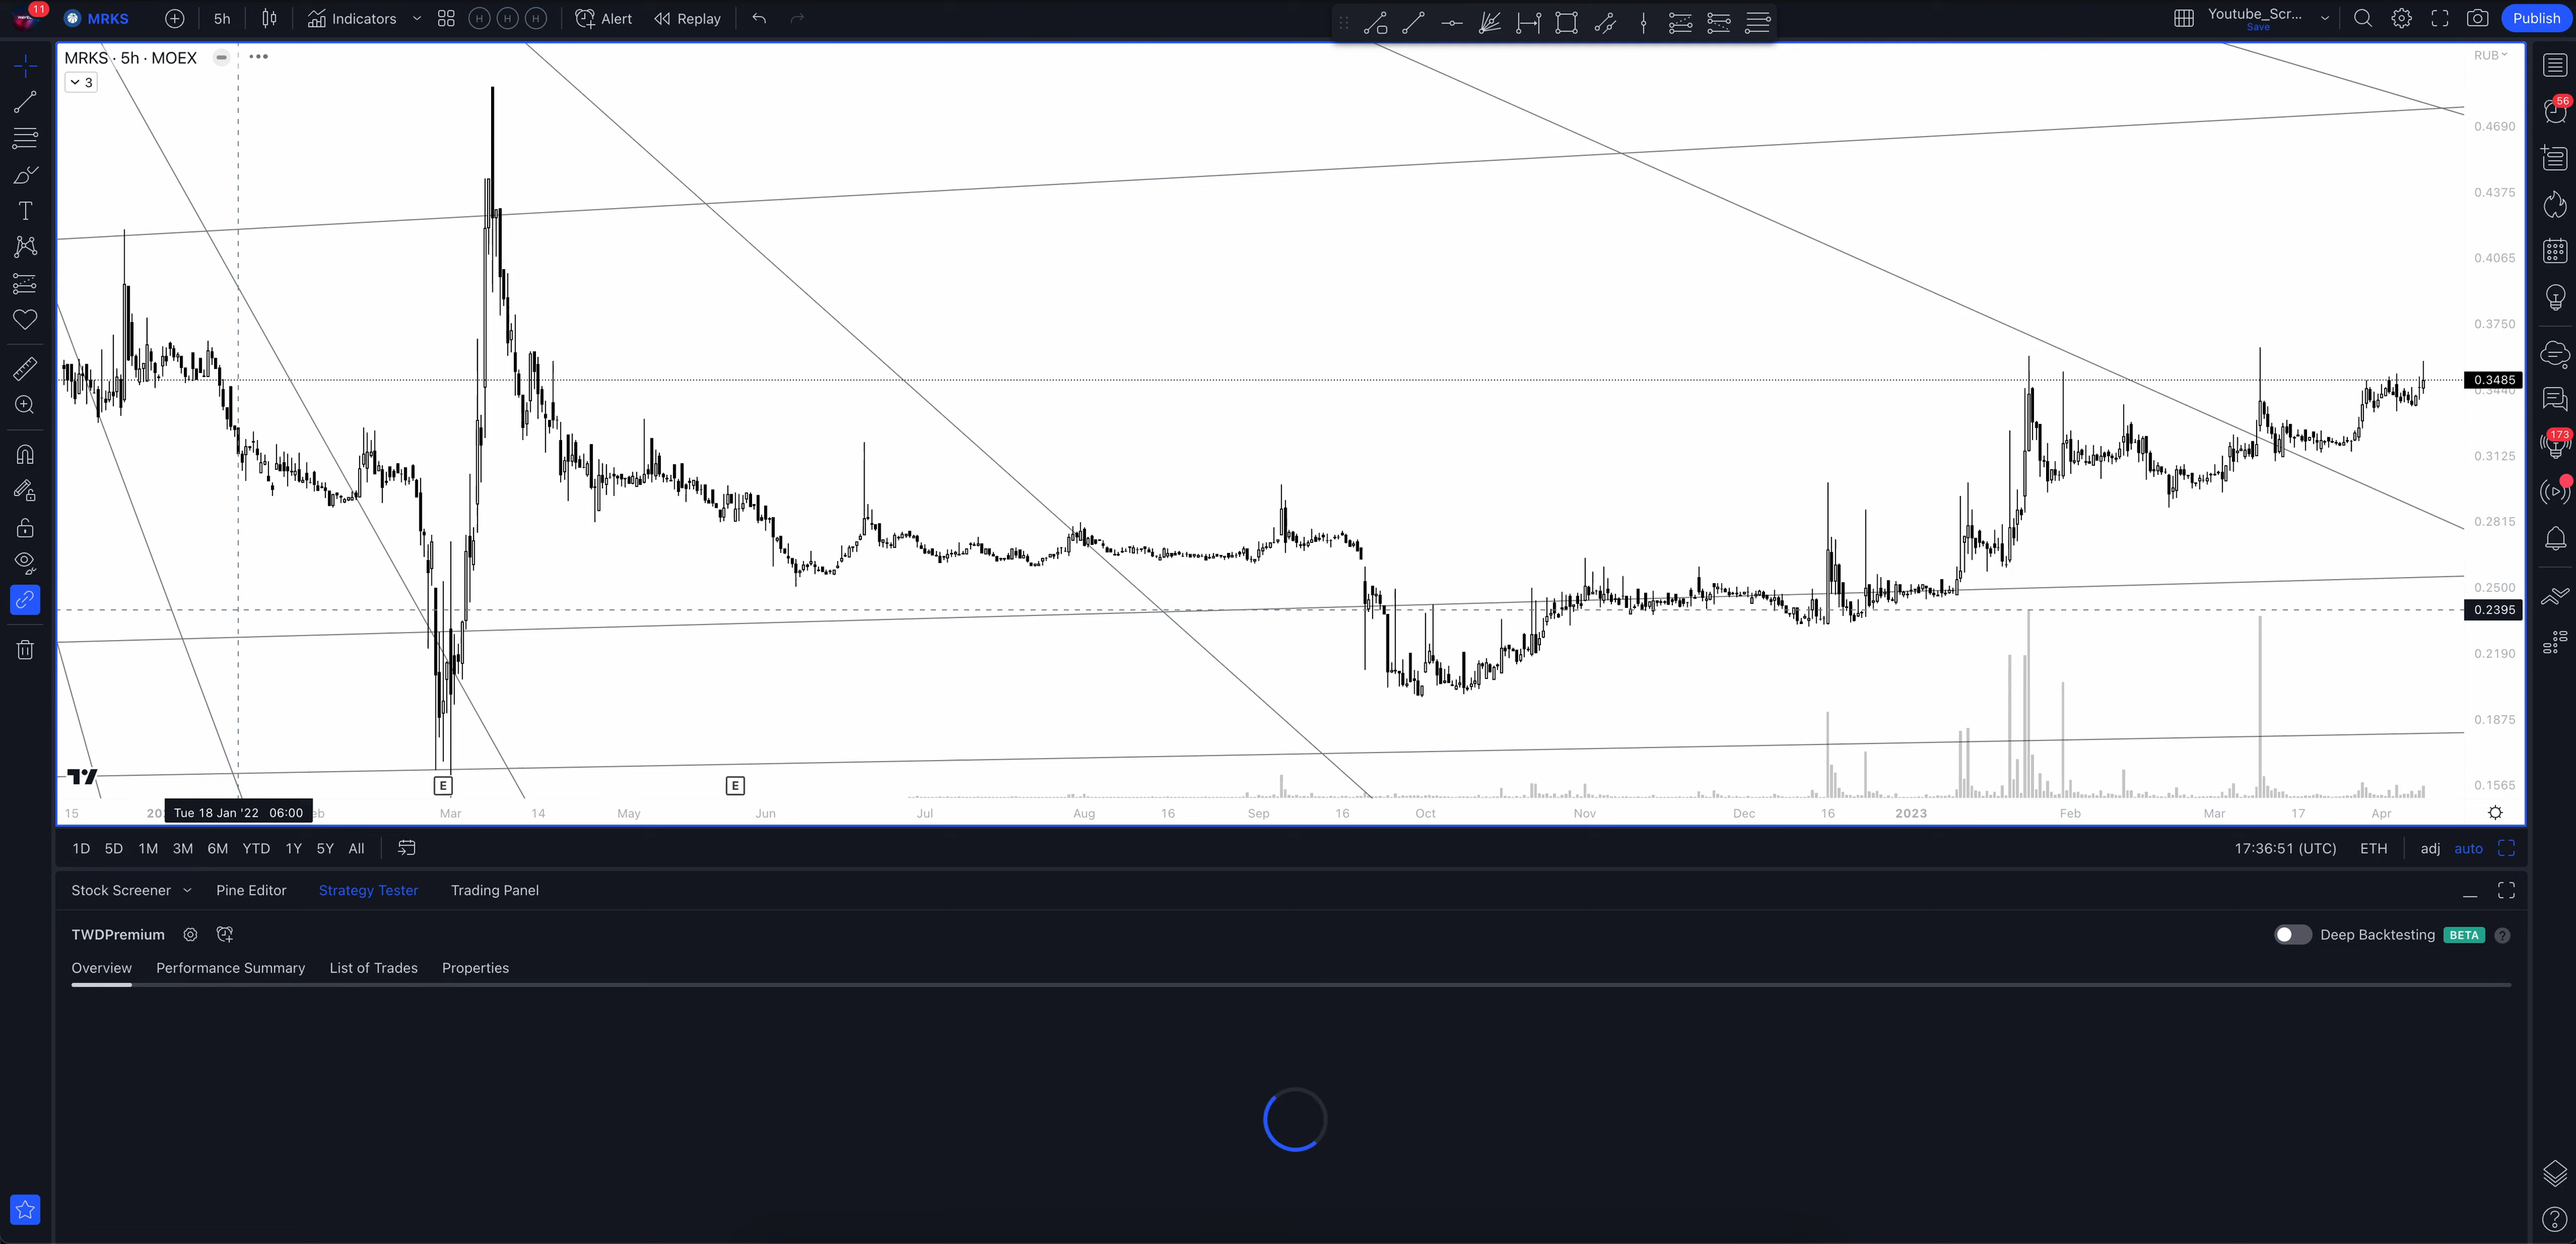 11
MRKS 5h Indicators H H H Alert Replay Youtube_Scr... Save Publish
MRKS · 5h · MOEX RUB
3
0.4690
0.4375
0.4065
0.3750
0.3485
0.3440
0.3125
0.2815
0.2500
0.2395
0.2190
0.1875
0.1565
E E
15 20 Tue 18 Jan '22 06:00 eb Mar 14 May Jun Jul Aug 16 Sep 16 Oct Nov Dec 16 2023 Feb Mar 17 Apr
1D 5D 1M 3M 6M YTD 1Y 5Y All 17:36:51 (UTC) ETH adj auto
Stock Screener Pine Editor Strategy Tester Trading Panel
TWDPremium Deep Backtesting BETA ?
Overview Performance Summary List of Trades Properties
56
173